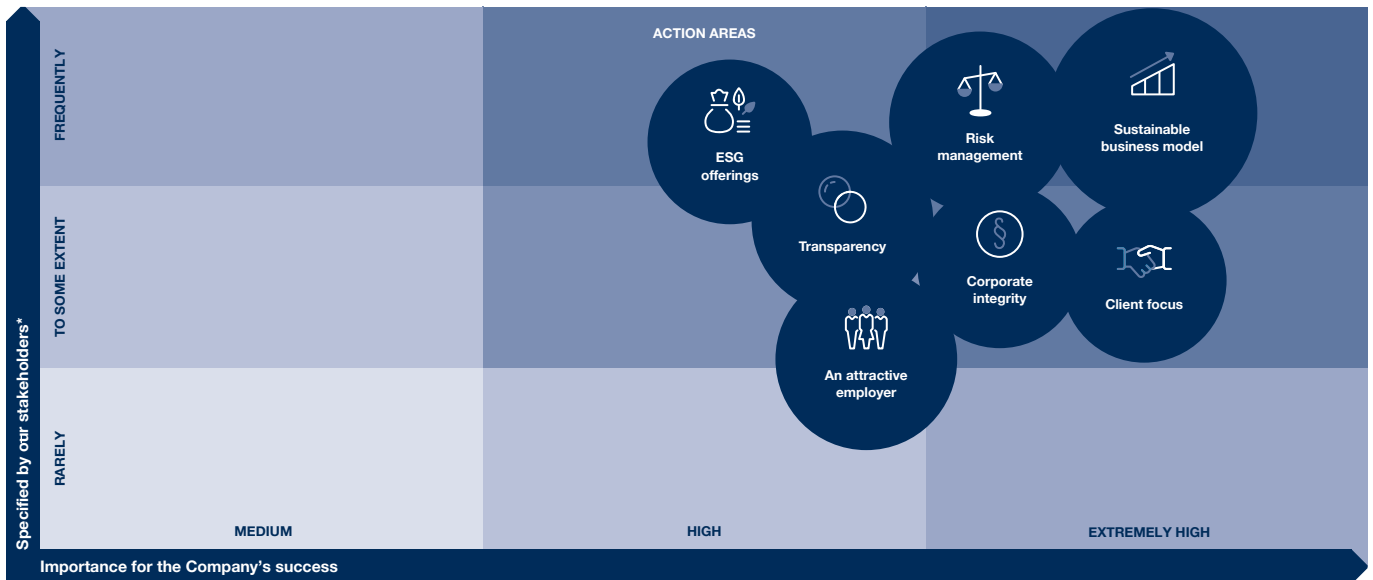 ACTION AREAS
FREQUENTLY
TO SOME EXTENT
RARELY
Specified by our stakeholders*
ESG
offerings
Transparency
Risk
management
Sustainable
business model
Corporate
integrity
§
Client focus
An attractive
employer
MEDIUM
HIGH
EXTREMELY HIGH
Importance for the Company’s success